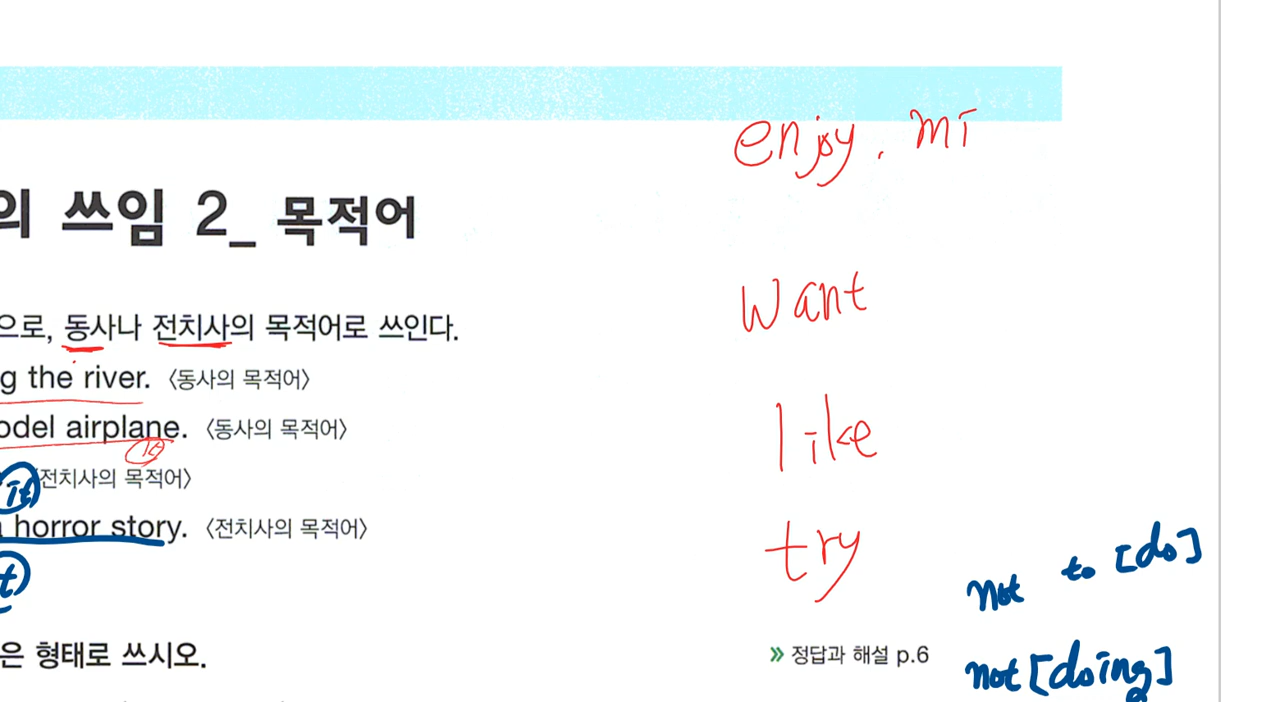 enjoy. mi
의 쓰임 2_ 목적어
want
으로, 동사나 전치사의 목적어로 쓰인다.
g the river. 〈동사의 목적어〉
odel airplane. 〈동사의 목적어〉
like
it
it 〈전치사의 목적어〉
a horror story. 〈전치사의 목적어〉
try
not to [do]
t
은 형태로 쓰시오.
» 정답과 해설 p.6
not [doing]